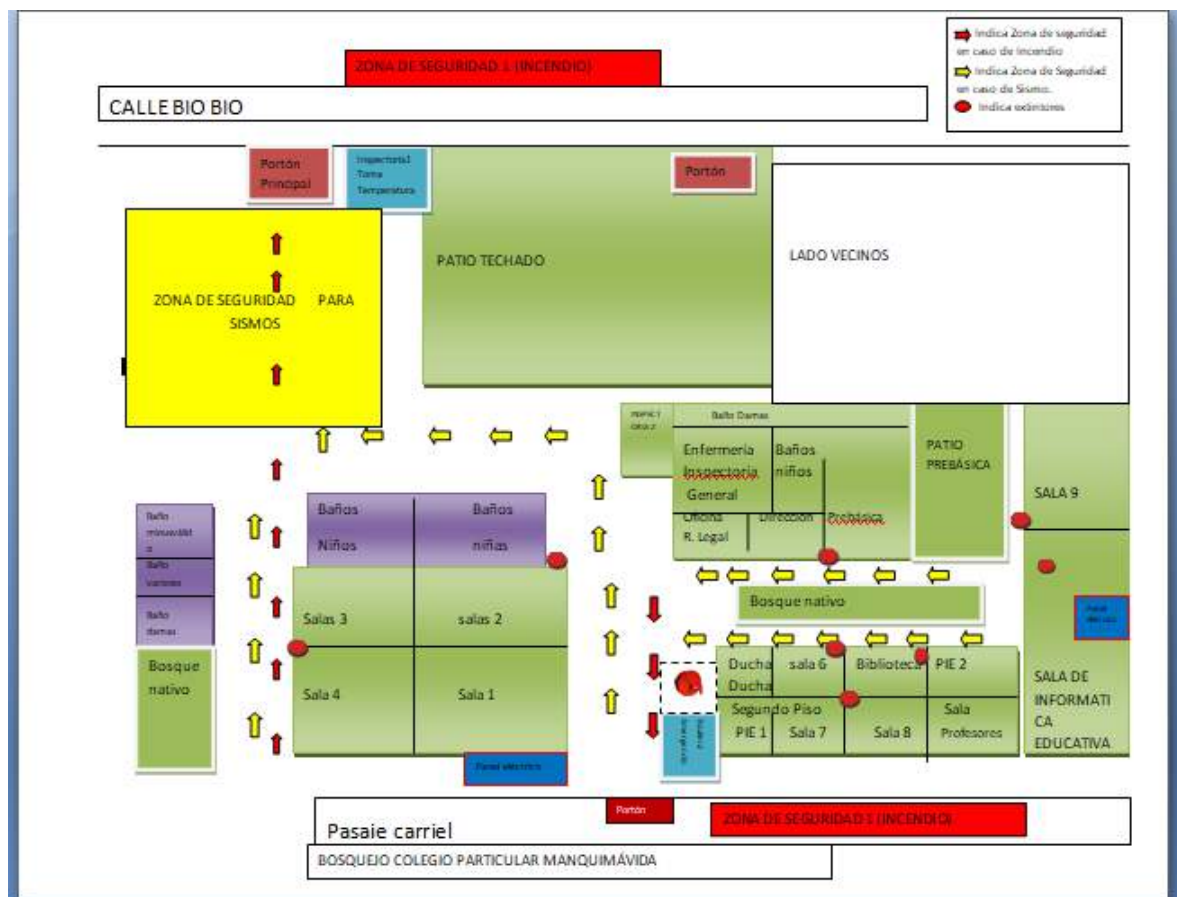 Indica Zona de seguridad
en caso de Incendio
Indica Zona de Seguridad
en caso de Sismo.
Indica extintores
ZONA DE SEGURIDAD 1 (INCENDIO)
CALLE BIO BIO
Portón
Principal
Toma
Temperatura
Portón
PATIO TECHADO
LADO VECINOS
ZONA DE SEGURIDAD PARA
SISMOS
Baño Damas
Enfermería
Inspectoria
General
Baños
niños
Oficina
R. Legal
Dirección
Prebásica
PATIO
PREBÁSICA
SALA 9
Baño
Baño
varones
Baño
damas
Bosque
nativo
Baños
Niños
Baños
niñas
Salas 3
salas 2
Sala 4
Sala 1
Panel eléctrico
Bosque nativo
Ducha
Ducha
sala 6
Biblioteca
PIE 2
Segundo Piso
PIE 1
Sala 7
Sala 8
Sala
Profesores
SALA DE
INFORMATI
CA
EDUCATIVA
Portón
ZONA DE SEGURIDAD 1 (INCENDIO)
Pasaje carriel
BOSQUEJO COLEGIO PARTICULAR MANQUIMÁVIDA